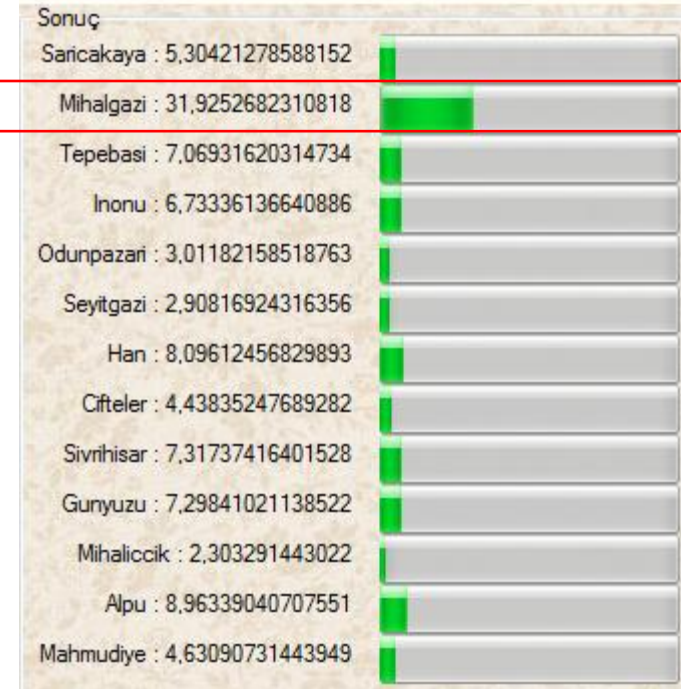 Sonuç
Saricakaya : 5,30421278588152
Mihalgazi : 31,9252682310818
Tepebasi : 7,06931620314734
Inonu : 6,73336136640886
Odunpazari : 3,01182158518763
Seyitgazi : 2,90816924316356
Han : 8,09612456829893
Cifteler : 4,43835247689282
Sivrihisar : 7,31737416401528
Gunyuzu : 7,29841021138522
Mihaliccik : 2,303291443022
Alpu : 8,96339040707551
Mahmudiye : 4,63090731443949